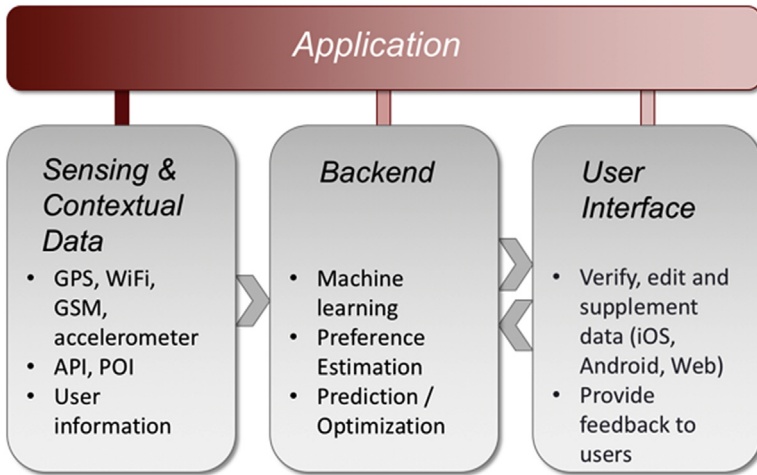 Application
Sensing &
Contextual
Data
• GPS, WiFi,
GSM,
accelerometer
• API, POI
• User
information
Backend
• Machine
learning
• Preference
Estimation
• Prediction /
Optimization
User
Interface
• Verify, edit and
supplement
data (iOS,
Android, Web)
• Provide
feedback to
users